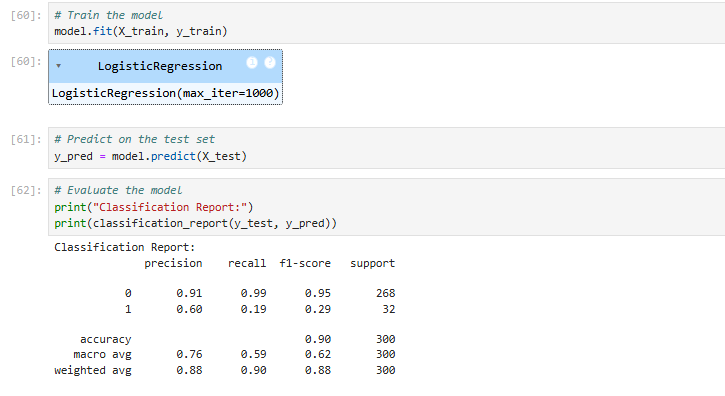 [60]: # Train the model
model.fit(X_train, y_train)
[60]: LogisticRegression i ?
LogisticRegression(max_iter=1000)
[61]: # Predict on the test set
y_pred = model.predict(X_test)
[62]: # Evaluate the model
print("Classification Report:")
print(classification_report(y_test, y_pred))
Classification Report:
precision recall f1-score support
0 0.91 0.99 0.95 268
1 0.60 0.19 0.29 32
accuracy 0.90 300
macro avg 0.76 0.59 0.62 300
weighted avg 0.88 0.90 0.88 300